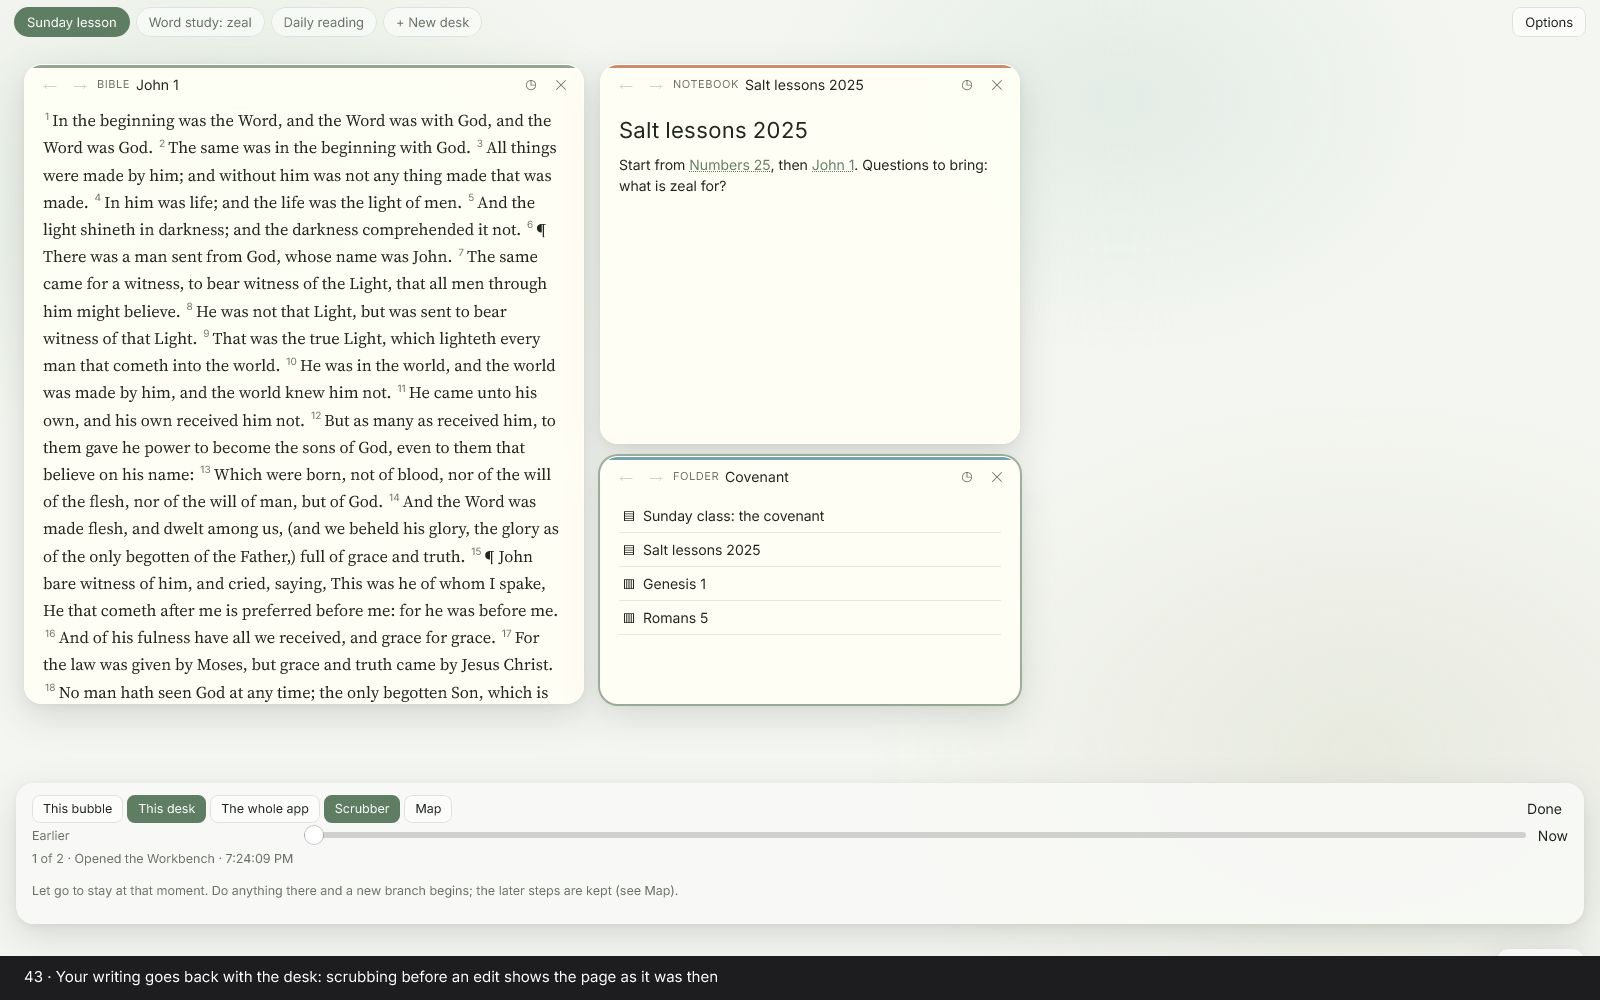 Sunday lesson
Word study: zeal
Daily reading
+ New desk
Options
← → BIBLE John 1
1 In the beginning was the Word, and the Word was with God, and the
Word was God. 2 The same was in the beginning with God. 3 All things
were made by him; and without him was not any thing made that was
made. 4 In him was life; and the life was the light of men. 5 And the
light shineth in darkness; and the darkness comprehended it not. 6 ¶
There was a man sent from God, whose name was John. 7 The same
came for a witness, to bear witness of the Light, that all men through
him might believe. 8 He was not that Light, but was sent to bear
witness of that Light. 9 That was the true Light, which lighteth every
man that cometh into the world. 10 He was in the world, and the world
was made by him, and the world knew him not. 11 He came unto his
own, and his own received him not. 12 But as many as received him, to
them gave he power to become the sons of God, even to them that
believe on his name: 13 Which were born, not of blood, nor of the will
of the flesh, nor of the will of man, but of God. 14 And the Word was
made flesh, and dwelt among us, (and we beheld his glory, the glory as
of the only begotten of the Father,) full of grace and truth. 15 ¶ John
bare witness of him, and cried, saying, This was he of whom I spake,
He that cometh after me is preferred before me: for he was before me.
16 And of his fulness have all we received, and grace for grace. 17 For
the law was given by Moses, but grace and truth came by Jesus Christ.
18 No man hath seen God at any time; the only begotten Son, which is
← → NOTEBOOK Salt lessons 2025
Salt lessons 2025
Start from Numbers 25, then John 1. Questions to bring:
what is zeal for?
← → FOLDER Covenant
Sunday class: the covenant
Salt lessons 2025
Genesis 1
Romans 5
This bubble
This desk
The whole app
Scrubber
Map
Done
Earlier
Now
1 of 2 · Opened the Workbench · 7:24:09 PM
Let go to stay at that moment. Do anything there and a new branch begins; the later steps are kept (see Map).
43 · Your writing goes back with the desk: scrubbing before an edit shows the page as it was then